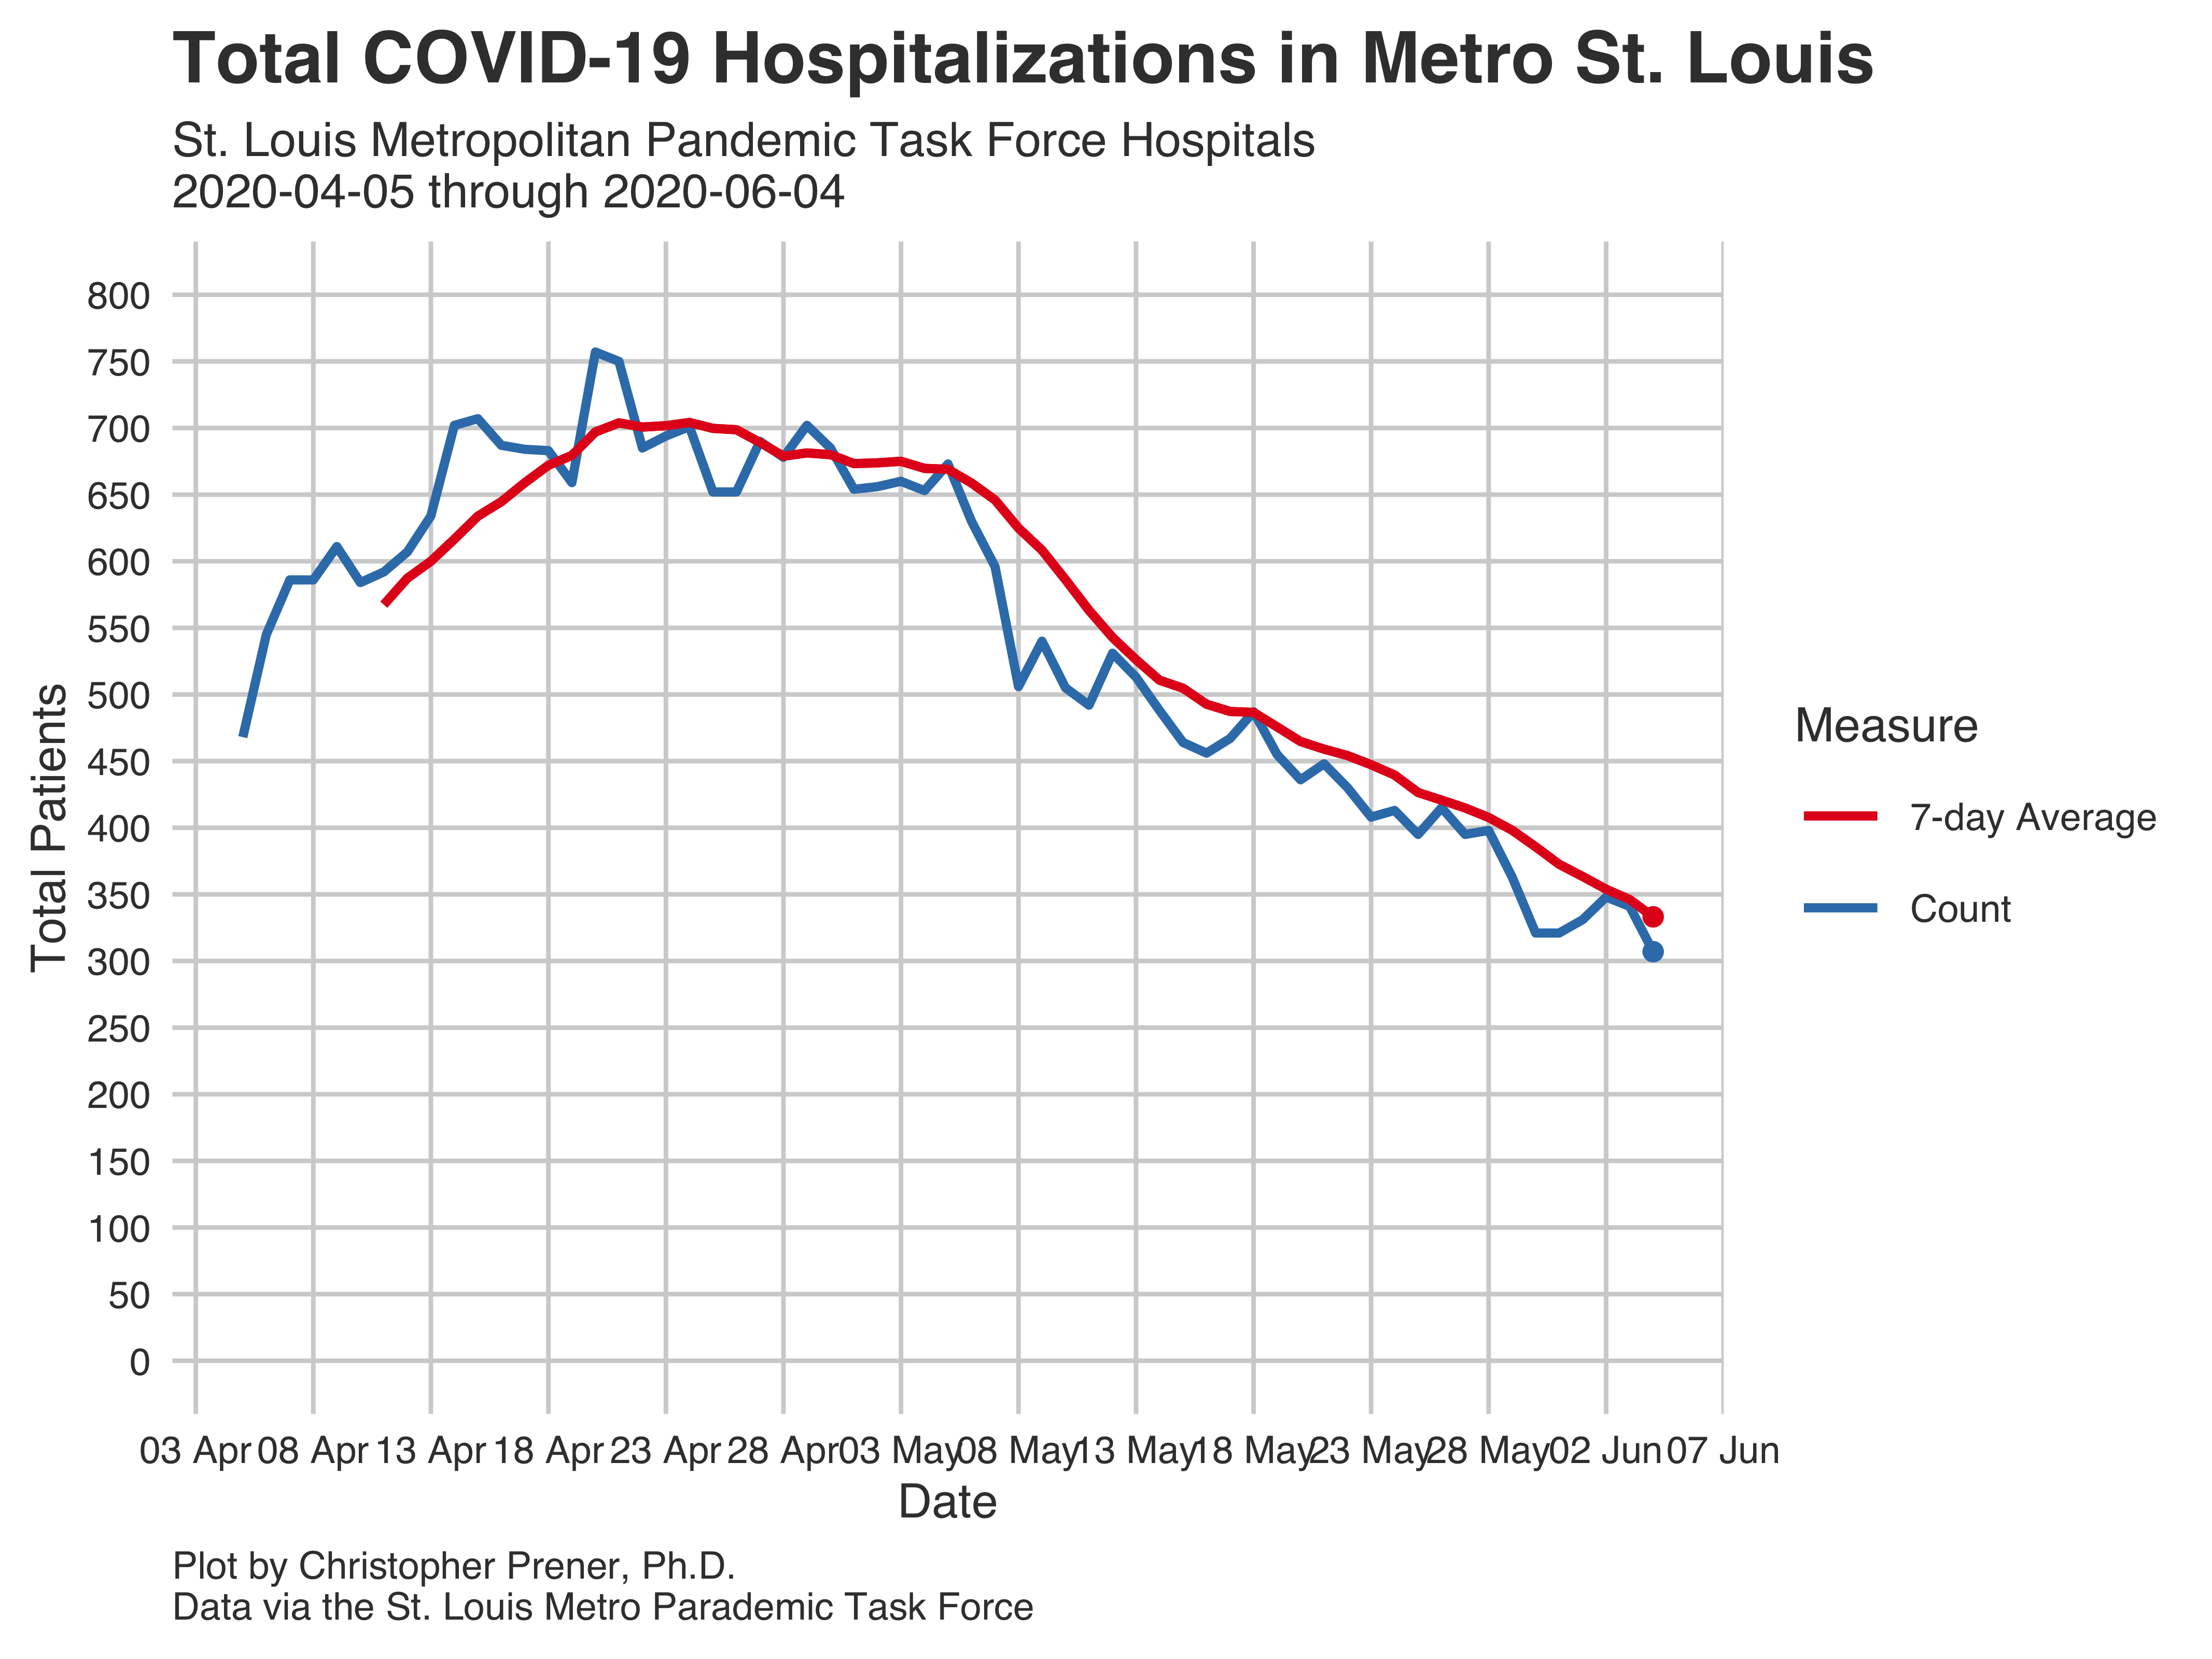 Total COVID-19 Hospitalizations in Metro St. Louis
St. Louis Metropolitan Pandemic Task Force Hospitals
2020-04-05 through 2020-06-04
800
750
700
650
600
550
500
450
400
350
300
250
200
150
100
50
0
Total Patients
03 Apr 08 Apr 13 Apr 18 Apr 23 Apr 28 Apr 03 May 08 May 13 May 18 May 23 May 28 May 02 Jun 07 Jun
Date
Measure
7-day Average
Count
Plot by Christopher Prener, Ph.D.
Data via the St. Louis Metro Parademic Task Force